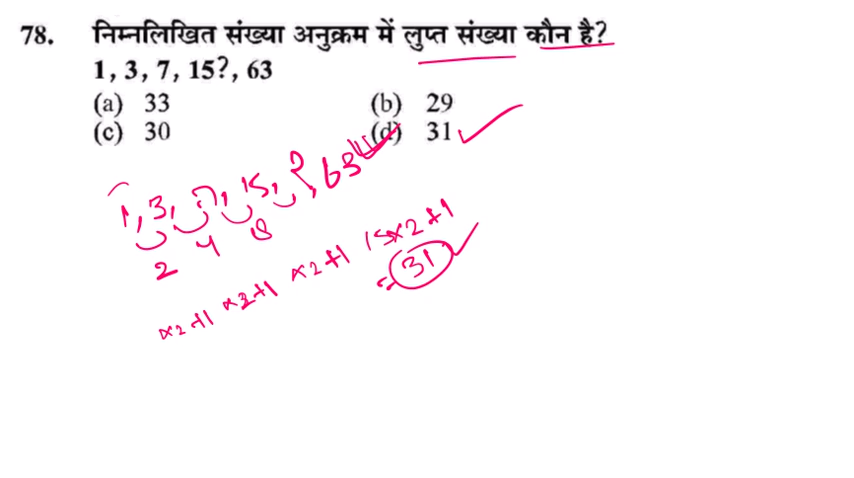 78. निम्नलिखित संख्या अनुक्रम में लुप्त संख्या कौन है?
1, 3, 7, 15?, 63
(a) 33 (b) 29
(c) 30 (d) 31
1, 3, 7, 15, ?, 63
2 4 8
×2+1 ×2+1 ×2+1 15×2+1
= 31